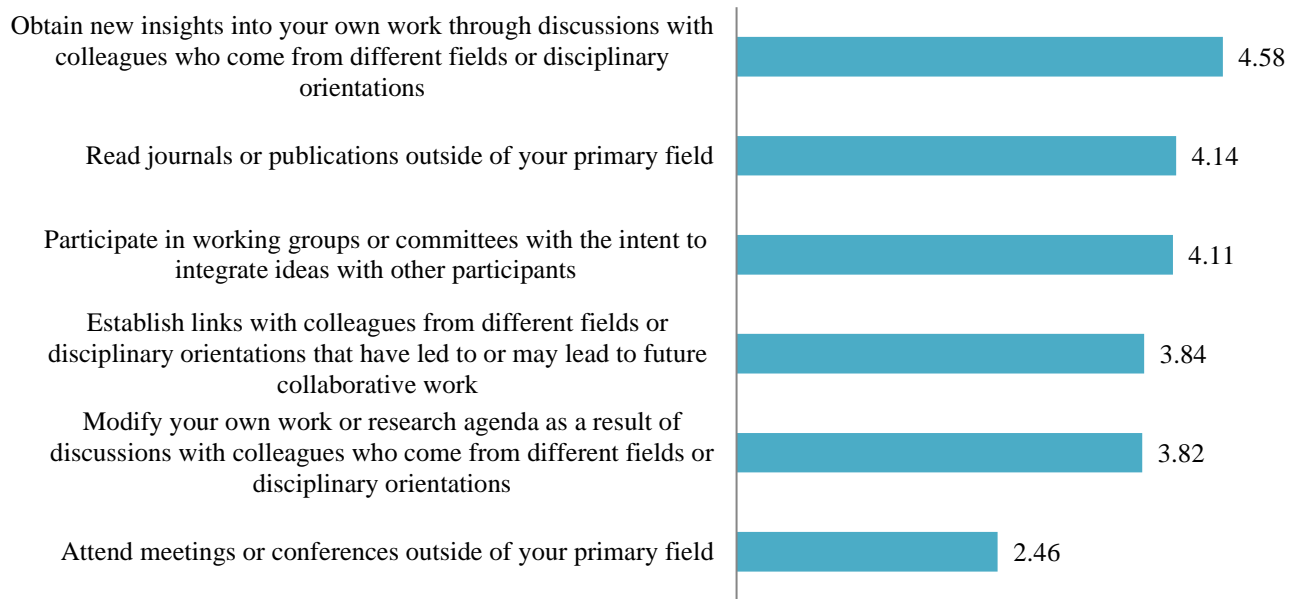 Obtain new insights into your own work through discussions with
colleagues who come from different fields or disciplinary
orientations
4.58
Read journals or publications outside of your primary field
4.14
Participate in working groups or committees with the intent to
integrate ideas with other participants
4.11
Establish links with colleagues from different fields or
disciplinary orientations that have led to or may lead to future
collaborative work
3.84
Modify your own work or research agenda as a result of
discussions with colleagues who come from different fields or
disciplinary orientations
3.82
Attend meetings or conferences outside of your primary field
2.46